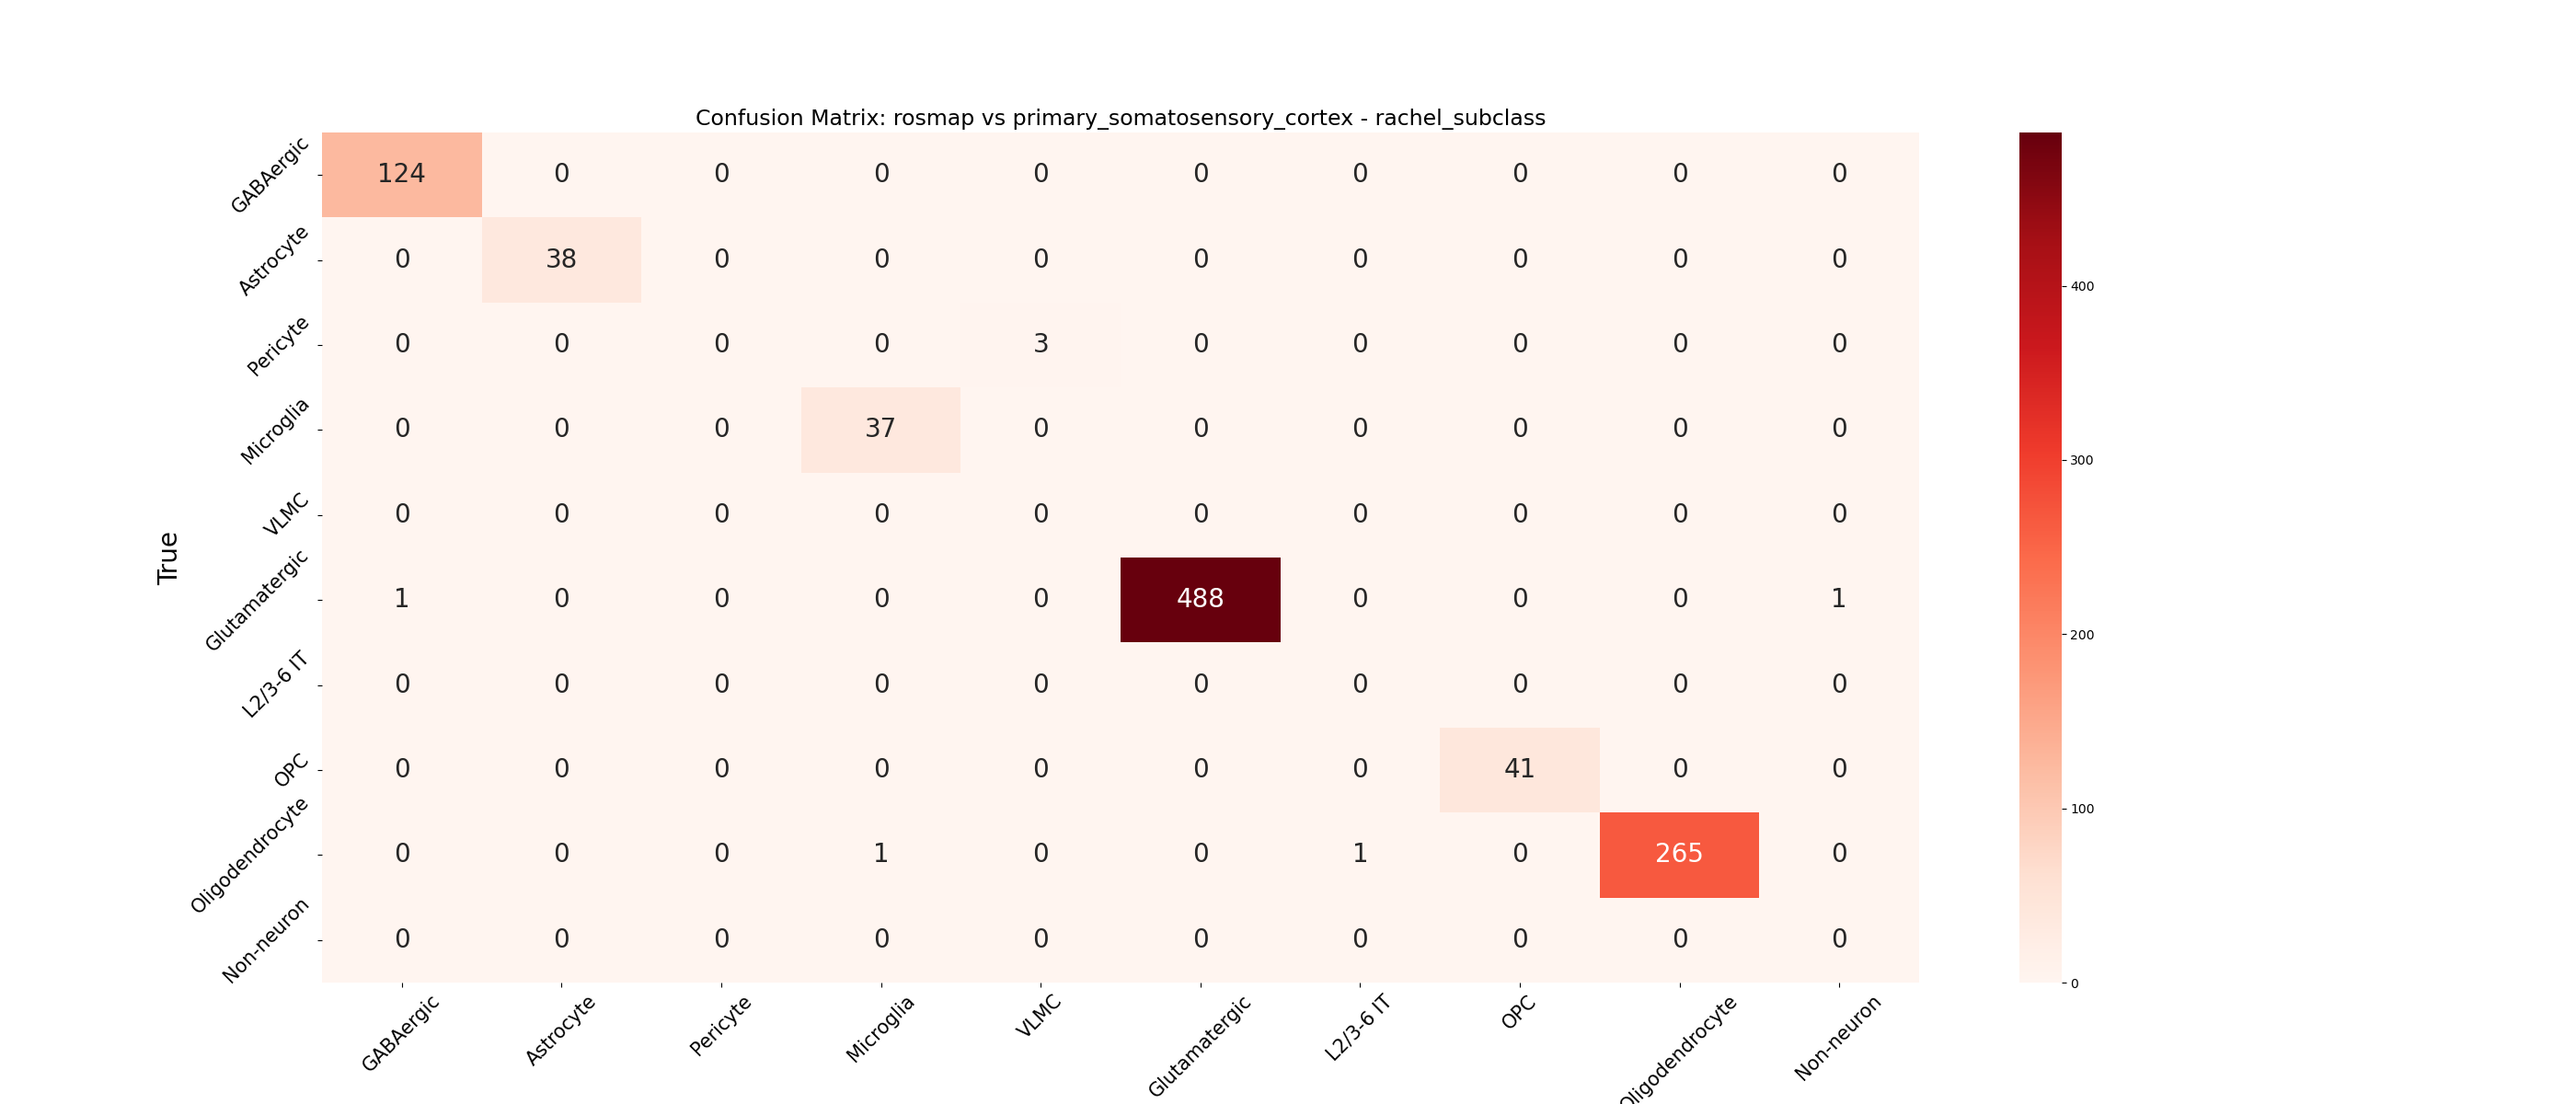 Confusion Matrix: rosmap vs primary_somatosensory_cortex - rachel_subclass
True
GABAergic 124 0 0 0 0 0 0 0 0 0
Astrocyte 0 38 0 0 0 0 0 0 0 0
Pericyte 0 0 0 0 3 0 0 0 0 0
Microglia 0 0 0 37 0 0 0 0 0 0
VLMC 0 0 0 0 0 0 0 0 0 0
Glutamatergic 1 0 0 0 0 488 0 0 0 1
L2/3-6 IT 0 0 0 0 0 0 0 0 0 0
OPC 0 0 0 0 0 0 0 41 0 0
Oligodendrocyte 0 0 0 1 0 0 1 0 265 0
Non-neuron 0 0 0 0 0 0 0 0 0 0
GABAergic Astrocyte Pericyte Microglia VLMC Glutamatergic L2/3-6 IT OPC Oligodendrocyte Non-neuron
400
300
200
100
0